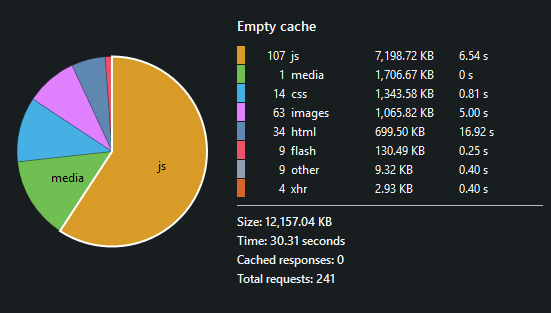 Empty cache
107 js 7,198.72 KB 6.54 s
1 media 1,706.67 KB 0 s
14 css 1,343.58 KB 0.81 s
63 images 1,065.82 KB 5.00 s
34 html 699.50 KB 16.92 s
9 flash 130.49 KB 0.25 s
9 other 9.32 KB 0.40 s
4 xhr 2.93 KB 0.40 s
js
media
Size: 12,157.04 KB
Time: 30.31 seconds
Cached responses: 0
Total requests: 241